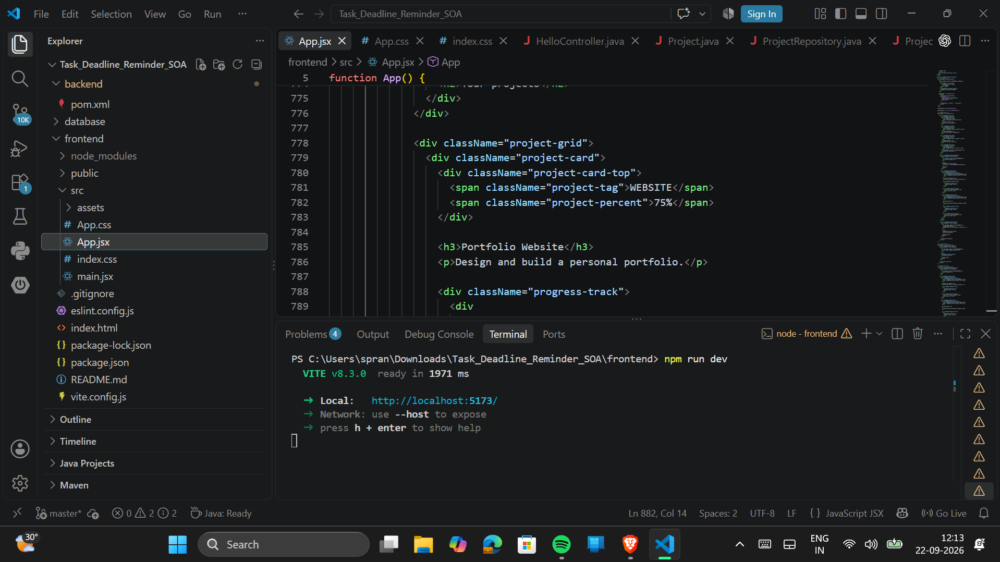 File Edit Selection View Go Run ···
Task_Deadline_Reminder_SOA
Sign In
Explorer
Task_Deadline_Reminder_SOA
backend
pom.xml
database
frontend
node_modules
public
src
assets
App.css
App.jsx
index.css
main.jsx
.gitignore
eslint.config.js
index.html
package-lock.json
package.json
README.md
vite.config.js
Outline
Timeline
Java Projects
Maven
10K
1
App.jsx App.css index.css HelloController.java Project.java ProjectRepository.java Projec
frontend > src > App.jsx > App
5 function App() {
775 </div>
776 </div>
777
778 <div className="project-grid">
779 <div className="project-card">
780 <div className="project-card-top">
781 <span className="project-tag">WEBSITE</span>
782 <span className="project-percent">75%</span>
783 </div>
784
785 <h3>Portfolio Website</h3>
786 <p>Design and build a personal portfolio.</p>
787
788 <div className="progress-track">
789 <div
Problems 4 Output Debug Console Terminal Ports
node - frontend
PS C:\Users\spran\Downloads\Task_Deadline_Reminder_SOA\frontend> npm run dev
VITE v8.3.0 ready in 1971 ms
➜ Local: http://localhost:5173/
➜ Network: use --host to expose
➜ press h + enter to show help
master* 0 2 2 Java: Ready
Ln 882, Col 14 Spaces: 2 UTF-8 LF {} JavaScript JSX Go Live
30°
Search
ENG
IN
12:13
22-09-2026